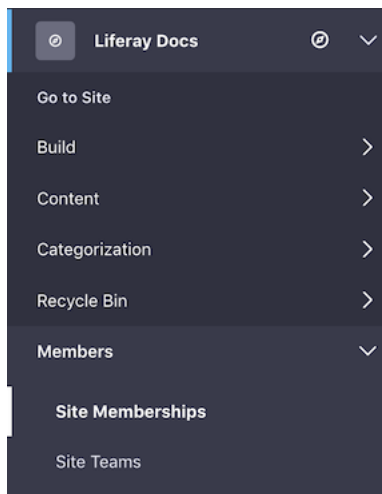 Liferay Docs
Go to Site
Build
Content
Categorization
Recycle Bin
Members
Site Memberships
Site Teams